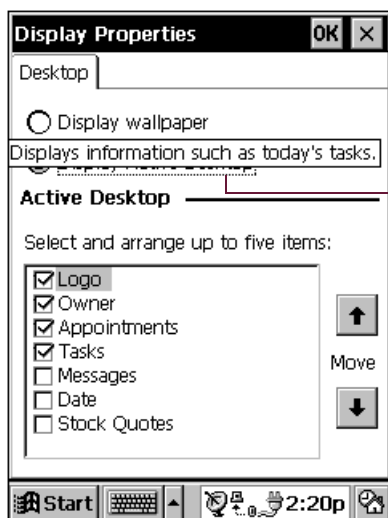 Display Properties OK
Desktop
Display wallpaper
Displays information such as today's tasks.
Active Desktop
Select and arrange up to five items:
Logo
Owner
Appointments
Tasks
Move
Messages
Date
Stock Quotes
Start 2:20p